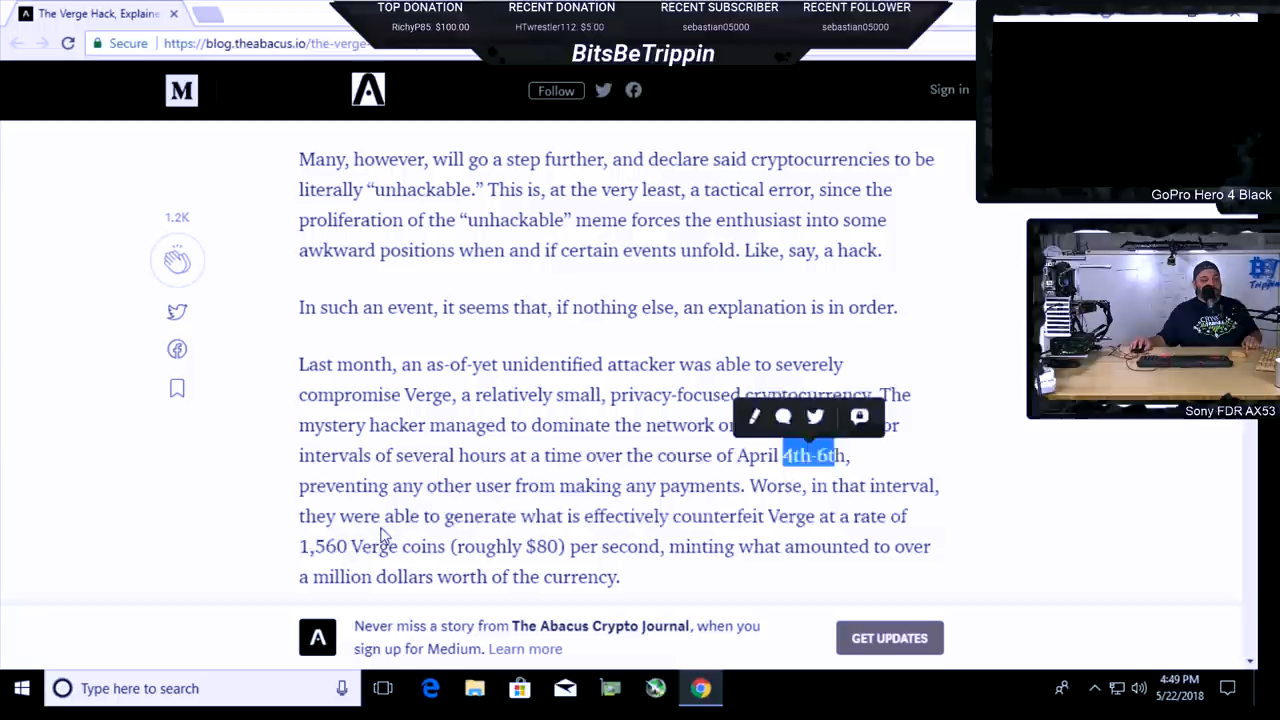 The Verge Hack, Explaine
TOP DONATION
RECENT DONATION
RECENT SUBSCRIBER
RECENT FOLLOWER
RichyP85 $100.00
HTwrestler112: $5.00
sebastian05000
sebastian05000
BitsBeTrippin
Secure
https://blog.theabacus.io/the-verge-
M
A
Follow
Sign in
GoPro Hero 4 Black
Sony FDR AX53
1.2K
Many, however, will go a step further, and declare said cryptocurrencies to be
literally “unhackable.” This is, at the very least, a tactical error, since the
proliferation of the “unhackable” meme forces the enthusiast into some
awkward positions when and if certain events unfold. Like, say, a hack.
In such an event, it seems that, if nothing else, an explanation is in order.
Last month, an as-of-yet unidentified attacker was able to severely
compromise Verge, a relatively small, privacy-focused cryptocurrency. The
mystery hacker managed to dominate the network or
intervals of several hours at a time over the course of April 4th-6th,
preventing any other user from making any payments. Worse, in that interval,
they were able to generate what is effectively counterfeit Verge at a rate of
1,560 Verge coins (roughly $80) per second, minting what amounted to over
a million dollars worth of the currency.
A
Never miss a story from The Abacus Crypto Journal, when you
sign up for Medium. Learn more
GET UPDATES
Type here to search
4:49 PM
5/22/2018